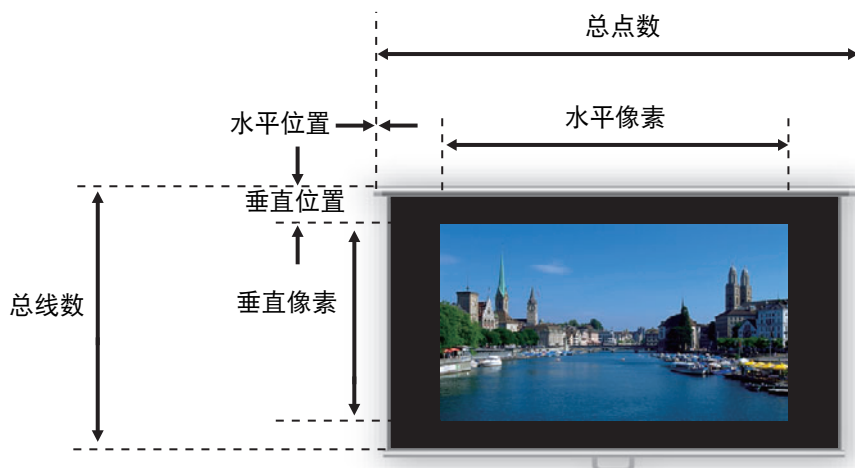 总点数
水平位置
水平像素
垂直位置
垂直像素
总线数